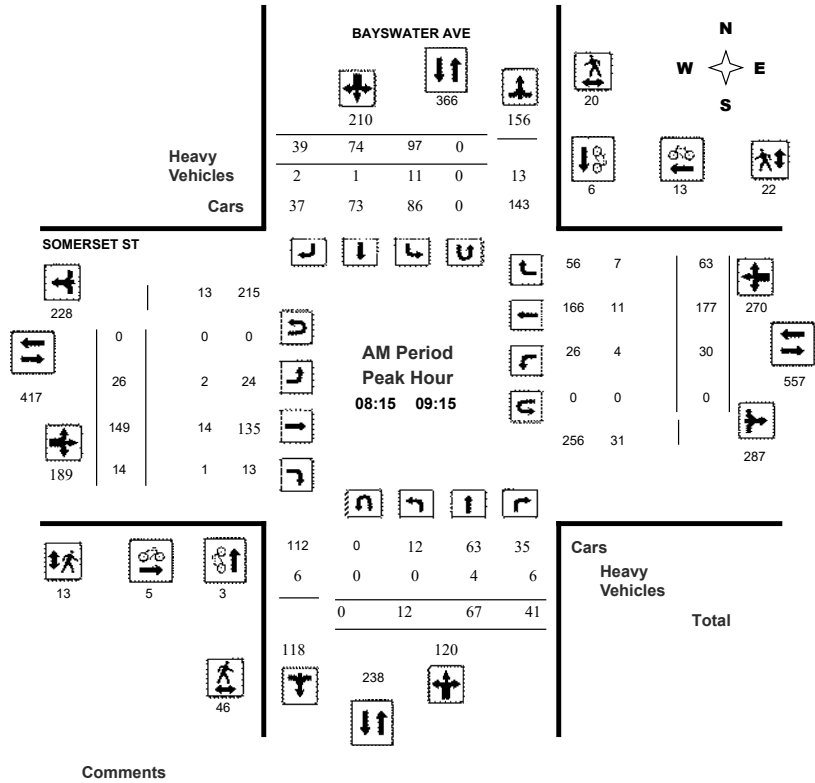 BAYSWATER AVE
N
W E
S
366
20
210 156
39 74 97 0
Heavy
Vehicles
2 1 11 0 13
6 13 22
Cars 37 73 86 0 143
SOMERSET ST
56 7 63
228 13 215
270
166 11 177
0 0 0
AM Period
Peak Hour
08:15 09:15
26 4 30
557
417
26 2 24
0 0 0
149 14 135
256 31
287
189
14 1 13
112 0 12 63 35 Cars
6 0 0 4 6 Heavy
Vehicles
13 5 3
0 12 67 41 Total
118 120
238
46
Comments